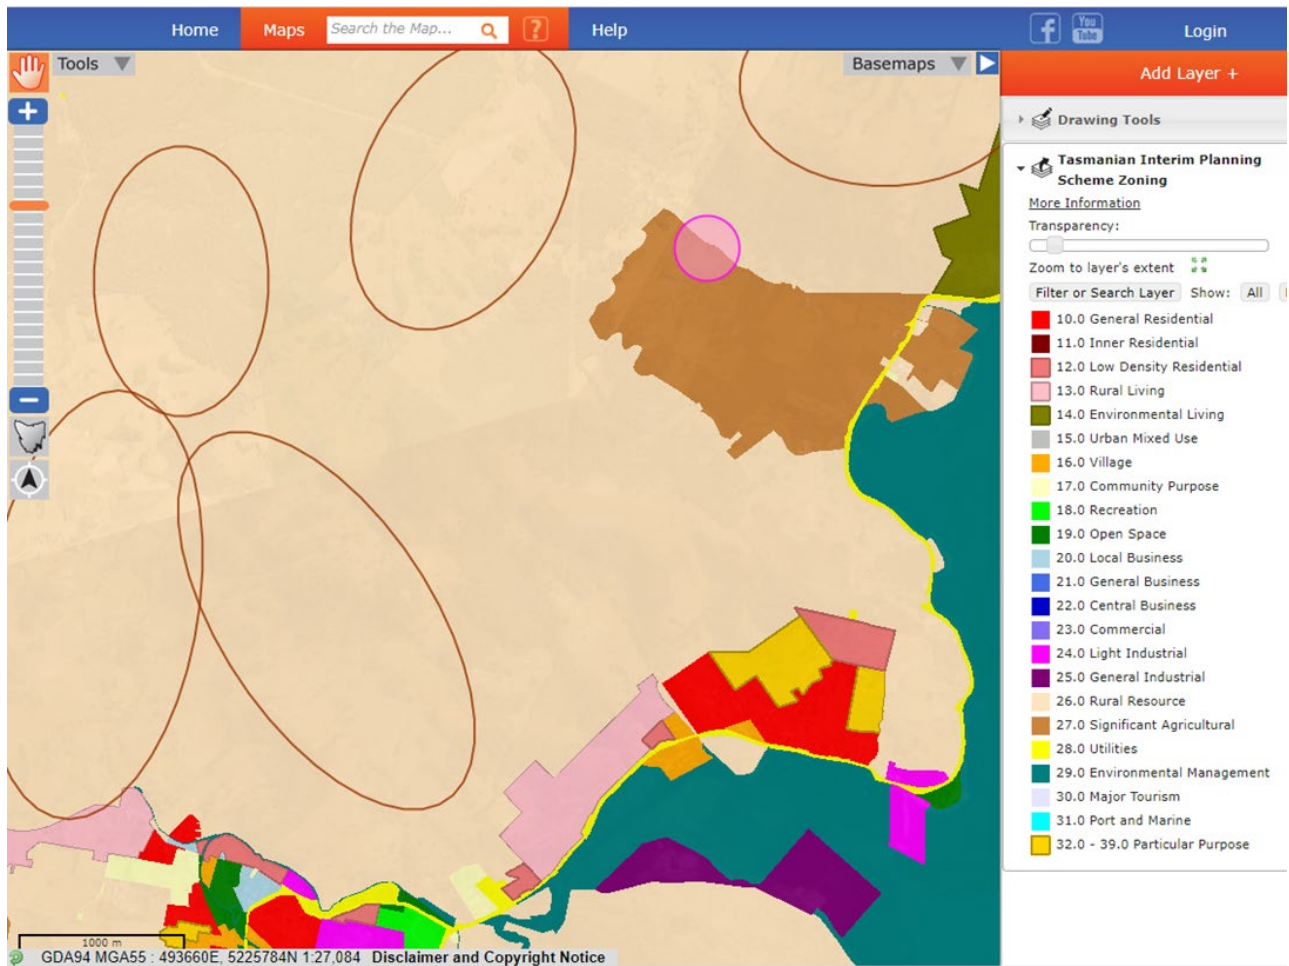 Home Maps Search the Map... ? Help f You Tube Login
Tools Basemaps
Add Layer +
Drawing Tools
Tasmanian Interim Planning
Scheme Zoning
More Information
Transparency:
Zoom to layer's extent
Filter or Search Layer Show: All
10.0 General Residential
11.0 Inner Residential
12.0 Low Density Residential
13.0 Rural Living
14.0 Environmental Living
15.0 Urban Mixed Use
16.0 Village
17.0 Community Purpose
18.0 Recreation
19.0 Open Space
20.0 Local Business
21.0 General Business
22.0 Central Business
23.0 Commercial
24.0 Light Industrial
25.0 General Industrial
26.0 Rural Resource
27.0 Significant Agricultural
28.0 Utilities
29.0 Environmental Management
30.0 Major Tourism
31.0 Port and Marine
32.0 - 39.0 Particular Purpose
1000 m
GDA94 MGA55 : 493660E, 5225784N 1:27,084 Disclaimer and Copyright Notice